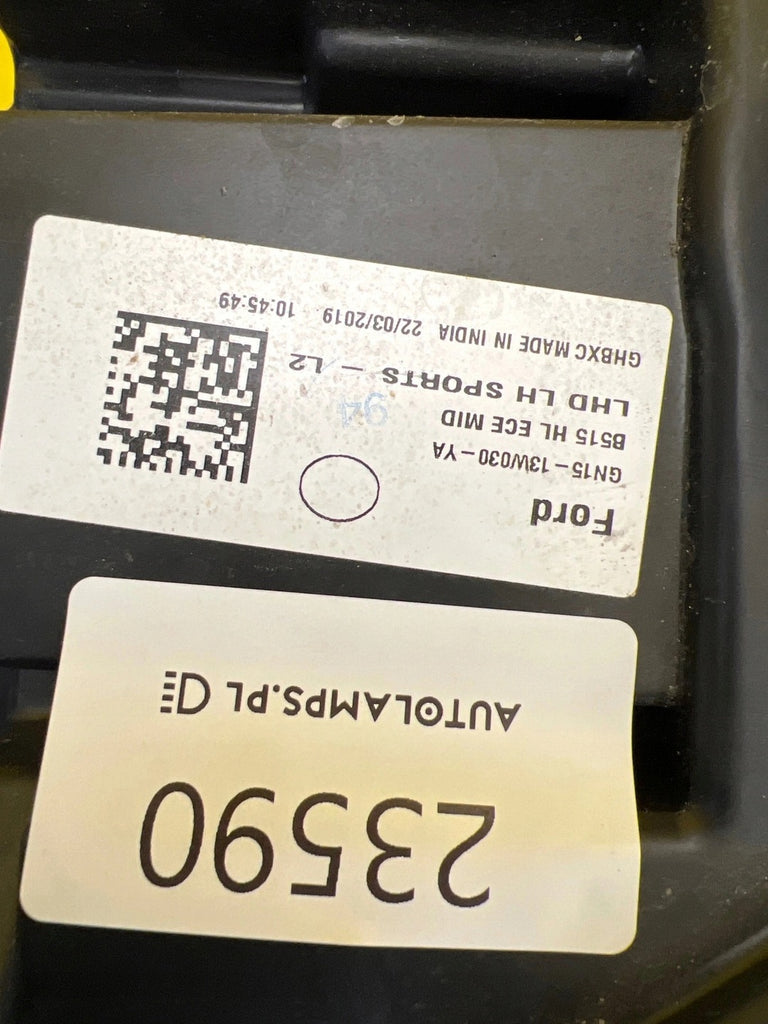 Ford
GN15-13W030-YA
B515 HL ECE MID
LHD LH SPORTS - L2
GHBXC MADE IN INDIA 22/03/2019 10:45:49
94
AUTOLAMPS.PL
23590